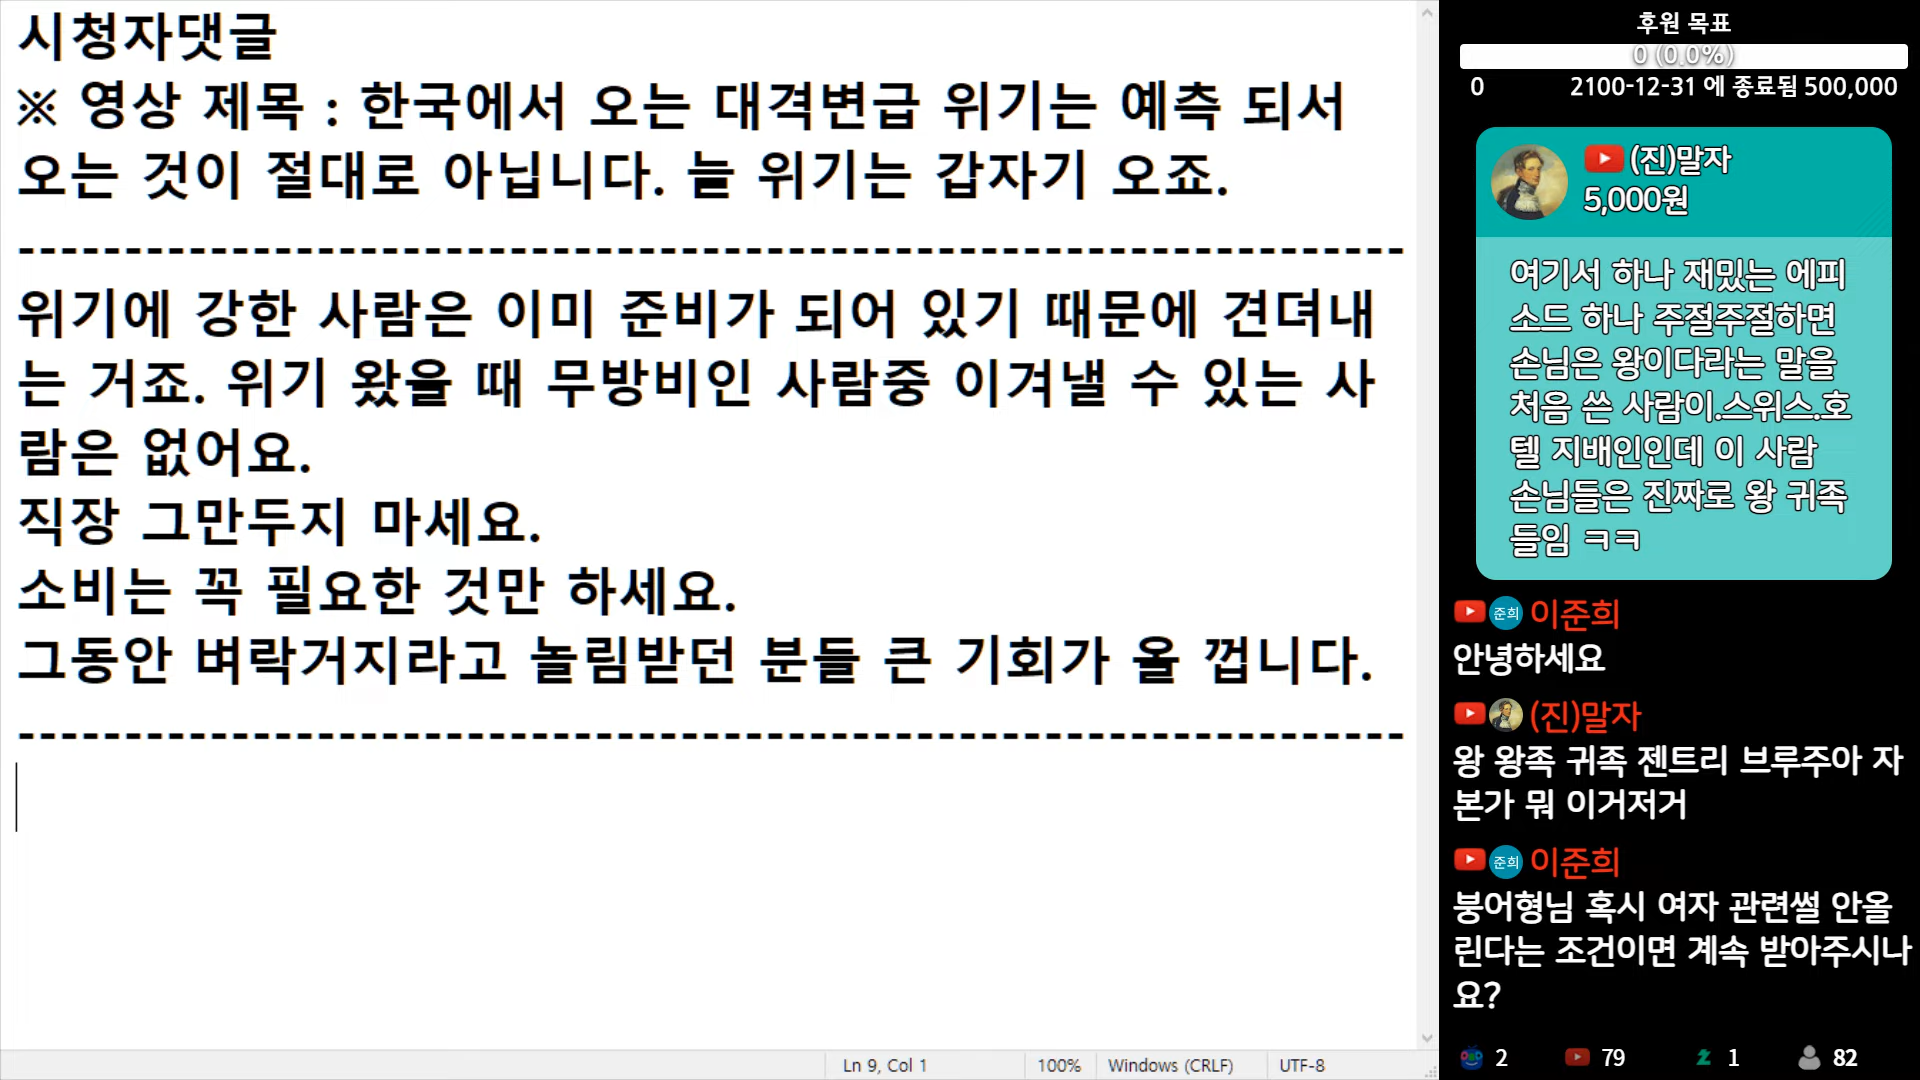 시청자댓글
※ 영상 제목 : 한국에서 오는 대격변급 위기는 예측 되서
오는 것이 절대로 아닙니다. 늘 위기는 갑자기 오죠.
-----------------------------------------------------------------
위기에 강한 사람은 이미 준비가 되어 있기 때문에 견뎌내
는 거죠. 위기 왔을 때 무방비인 사람중 이겨낼 수 있는 사
람은 없어요.
직장 그만두지 마세요.
소비는 꼭 필요한 것만 하세요.
그동안 벼락거지라고 놀림받던 분들 큰 기회가 올 껍니다.
-----------------------------------------------------------------
Ln 9, Col 1
100%
Windows (CRLF)
UTF-8
후원 목표
0 (0.0%)
0 2100-12-31 에 종료됨 500,000
(진)말자
5,000원
여기서 하나 재밌는 에피
소드 하나 주절주절하면
손님은 왕이다라는 말을
처음 쓴 사람이.스위스.호
텔 지배인인데 이 사람
손님들은 진짜로 왕 귀족
들임 ㅋㅋ
준희 이준희
안녕하세요
(진)말자
왕 왕족 귀족 젠트리 브루주아 자
본가 뭐 이거저거
준희 이준희
붕어형님 혹시 여자 관련썰 안올
린다는 조건이면 계속 받아주시나
요?
2 79 1 82